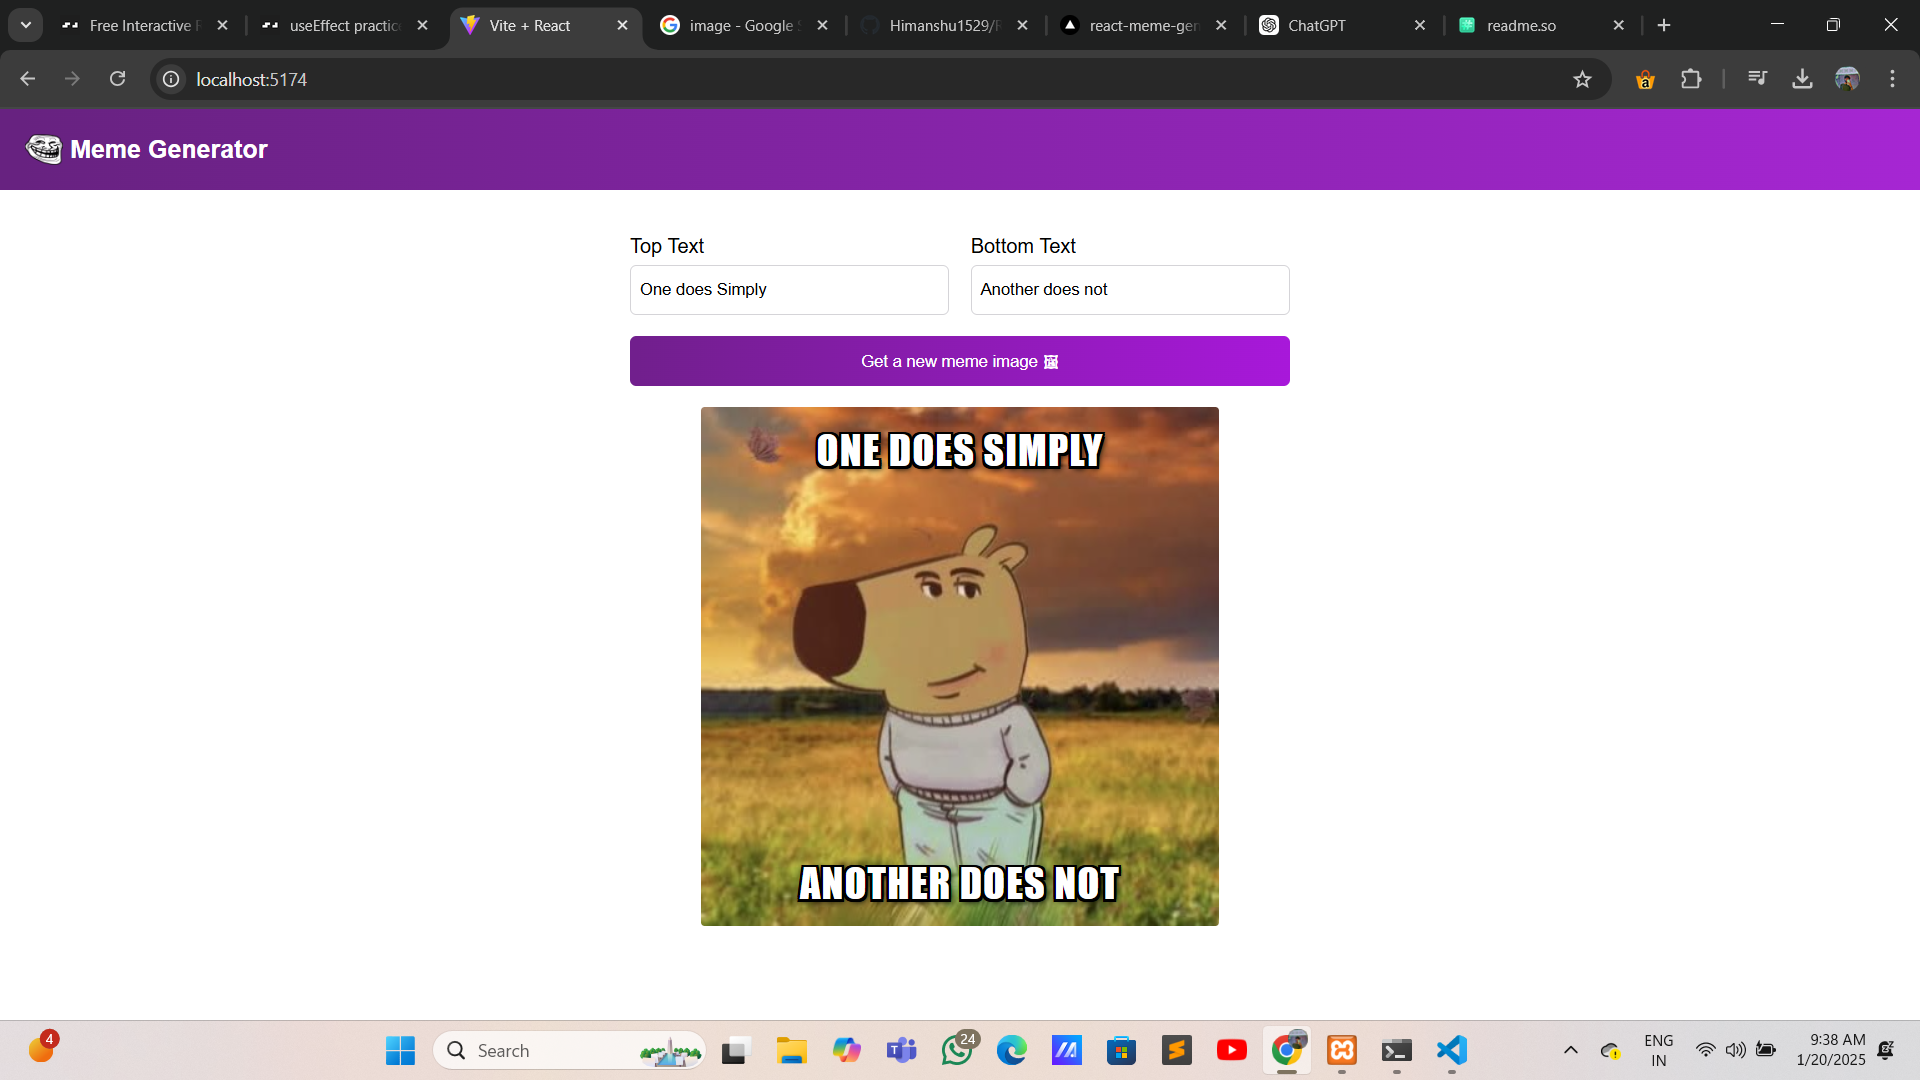 Free Interactive
useEffect practic
Vite + React
image - Google
Himanshu1529/
react-meme-gen
ChatGPT
readme.so
localhost:5174
Meme Generator
Top Text
Bottom Text
One does Simply
Another does not
Get a new meme image
ONE DOES SIMPLY
ANOTHER DOES NOT
4
Search
24
ENG
IN
9:38 AM
1/20/2025